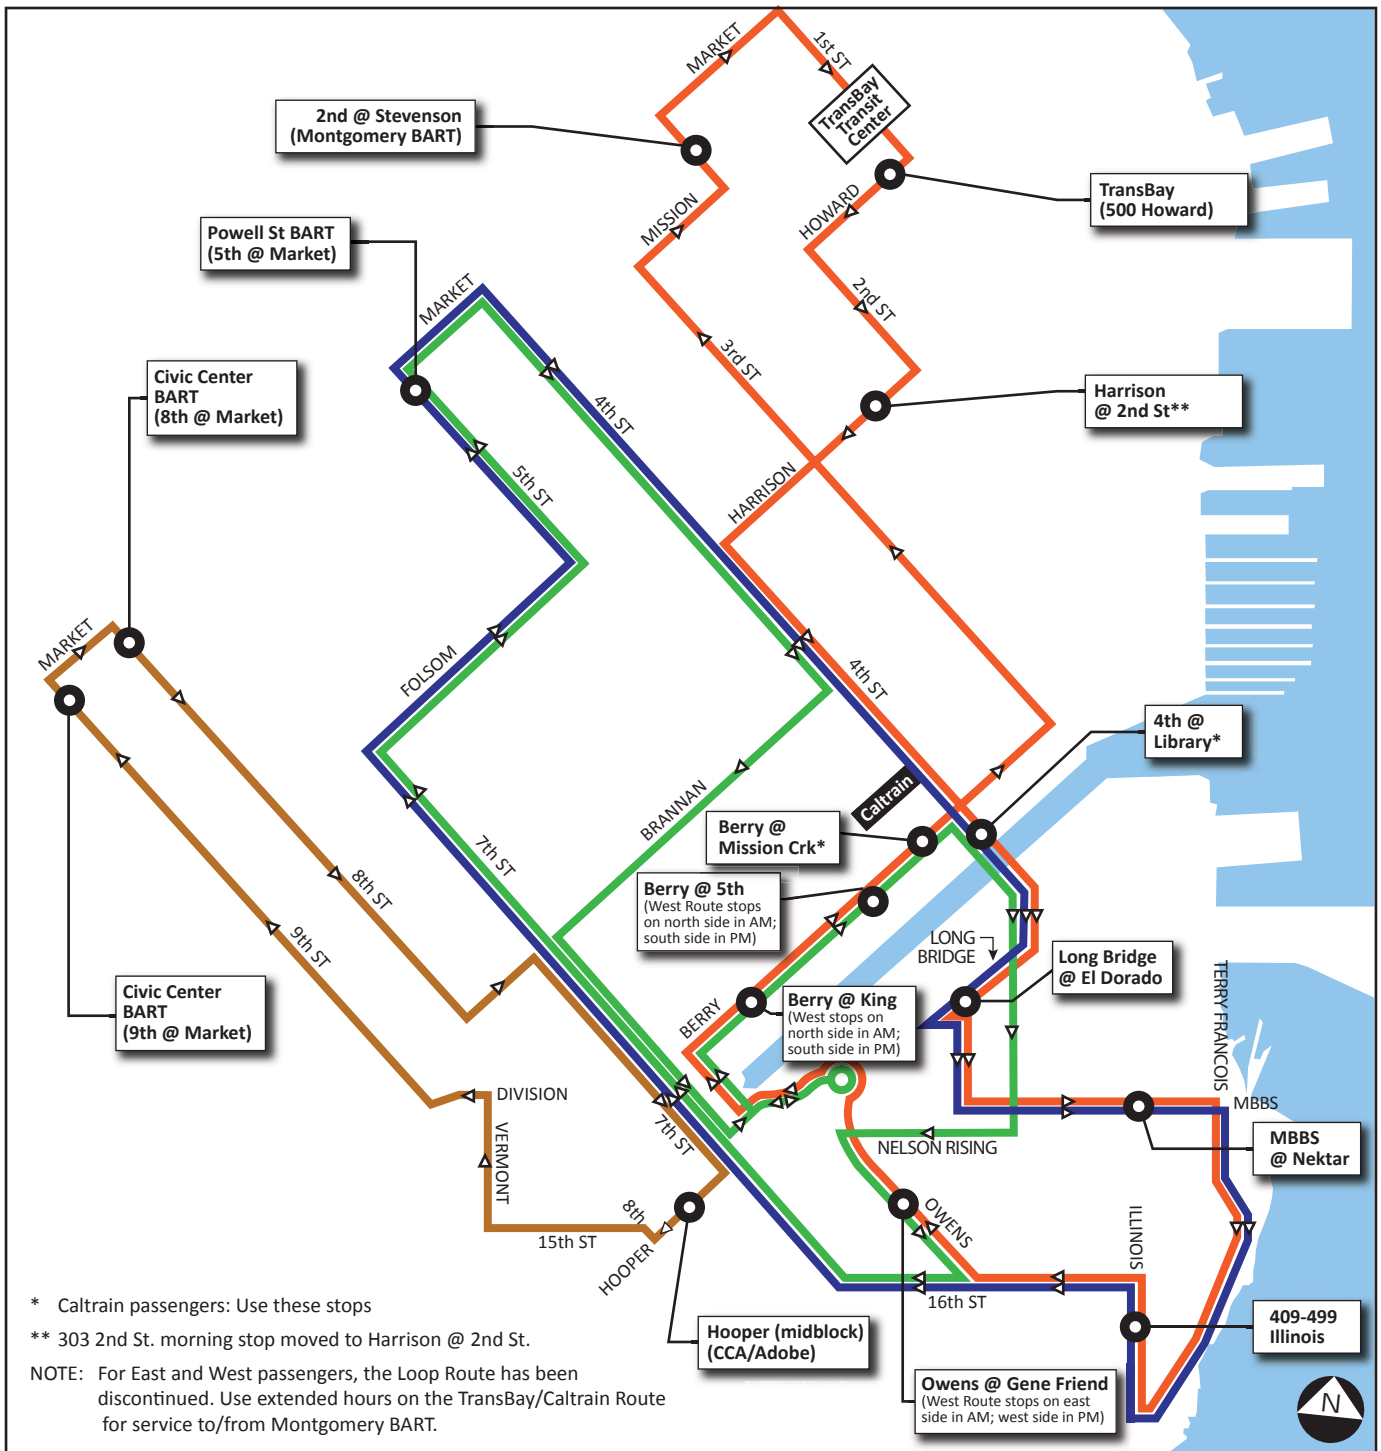 MARKET
1st ST
TransBay
Transit
Center
2nd @ Stevenson
(Montgomery BART)
TransBay
(500 Howard)
MISSION
HOWARD
Powell St BART
(5th @ Market)
MARKET
2nd ST
3rd ST
Civic Center
BART
(8th @ Market)
Harrison
@ 2nd St**
4th ST
5th ST
HARRISON
MARKET
FOLSOM
4th ST
4th @
Library*
Caltrain
BRANNAN
Berry @
Mission Crk*
7th ST
8th ST
Berry @ 5th
(West Route stops
on north side in AM;
south side in PM)
9th ST
LONG
BRIDGE
Long Bridge
@ El Dorado
TERRY FRANCOIS
Civic Center
BART
(9th @ Market)
BERRY
Berry @ King
(West stops on
north side in AM;
south side in PM)
DIVISION
MBBS
7th ST
VERMONT
NELSON RISING
MBBS
@ Nektar
8th
OWENS
ILLINOIS
15th ST
HOOPER
16th ST
* Caltrain passengers: Use these stops
** 303 2nd St. morning stop moved to Harrison @ 2nd St.
NOTE: For East and West passengers, the Loop Route has been
discontinued. Use extended hours on the TransBay/Caltrain Route
for service to/from Montgomery BART.
Hooper (midblock)
(CCA/Adobe)
409-499
Illinois
Owens @ Gene Friend
(West Route stops on east
side in AM; west side in PM)
N